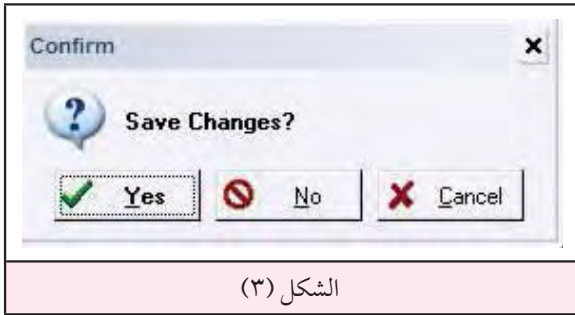 Confirm
Save Changes?
Yes No Cancel
الشكل (٣)